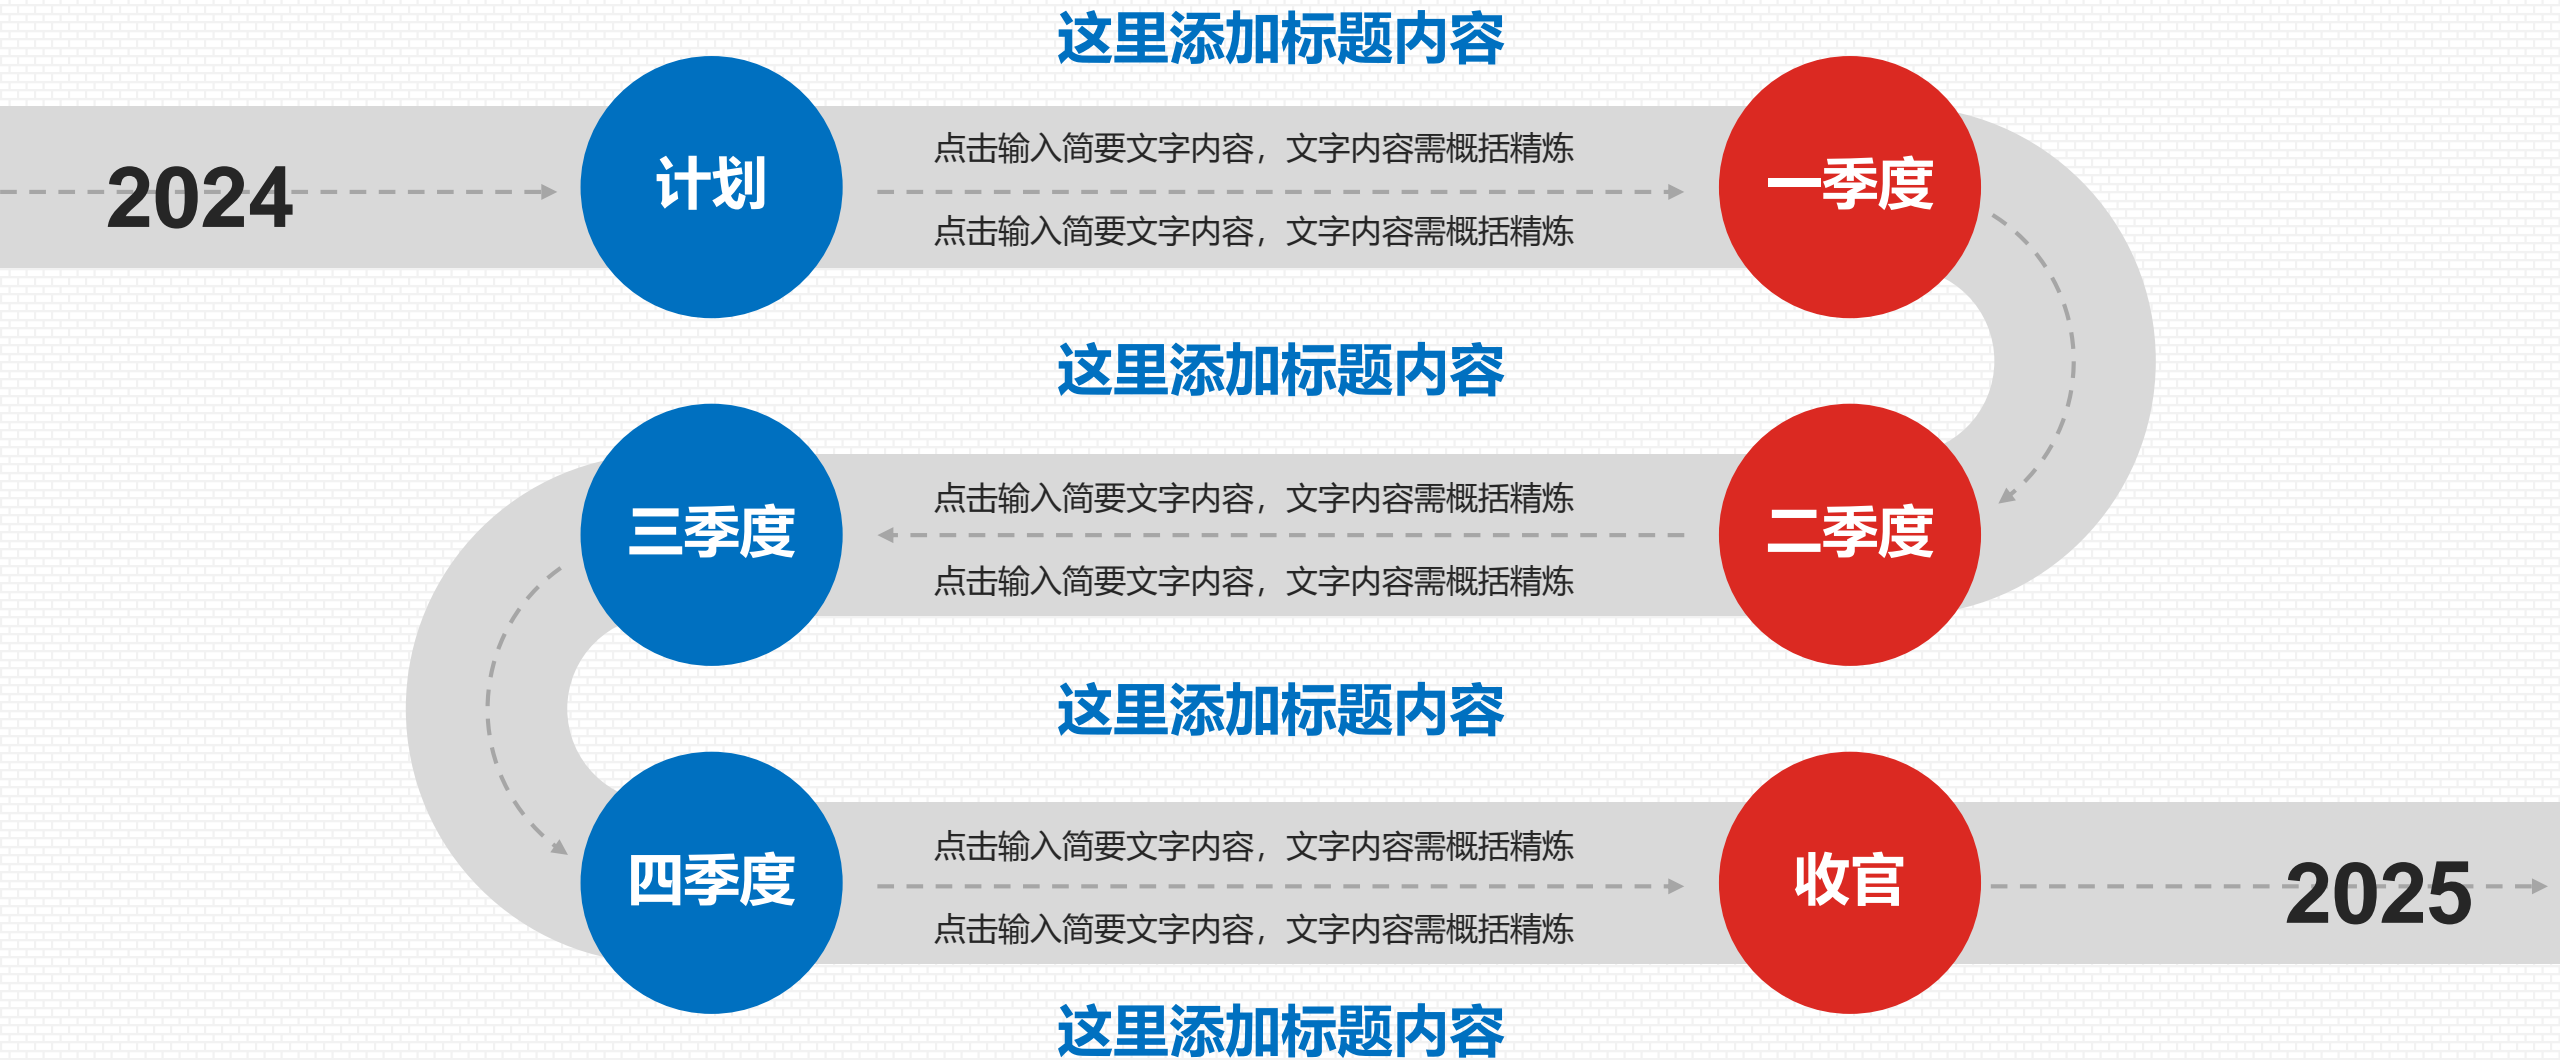 这里添加标题内容
2024
计划
点击输入简要文字内容，文字内容需概括精炼
点击输入简要文字内容，文字内容需概括精炼
一季度
这里添加标题内容
三季度
点击输入简要文字内容，文字内容需概括精炼
点击输入简要文字内容，文字内容需概括精炼
二季度
这里添加标题内容
四季度
点击输入简要文字内容，文字内容需概括精炼
点击输入简要文字内容，文字内容需概括精炼
收官
2025
这里添加标题内容